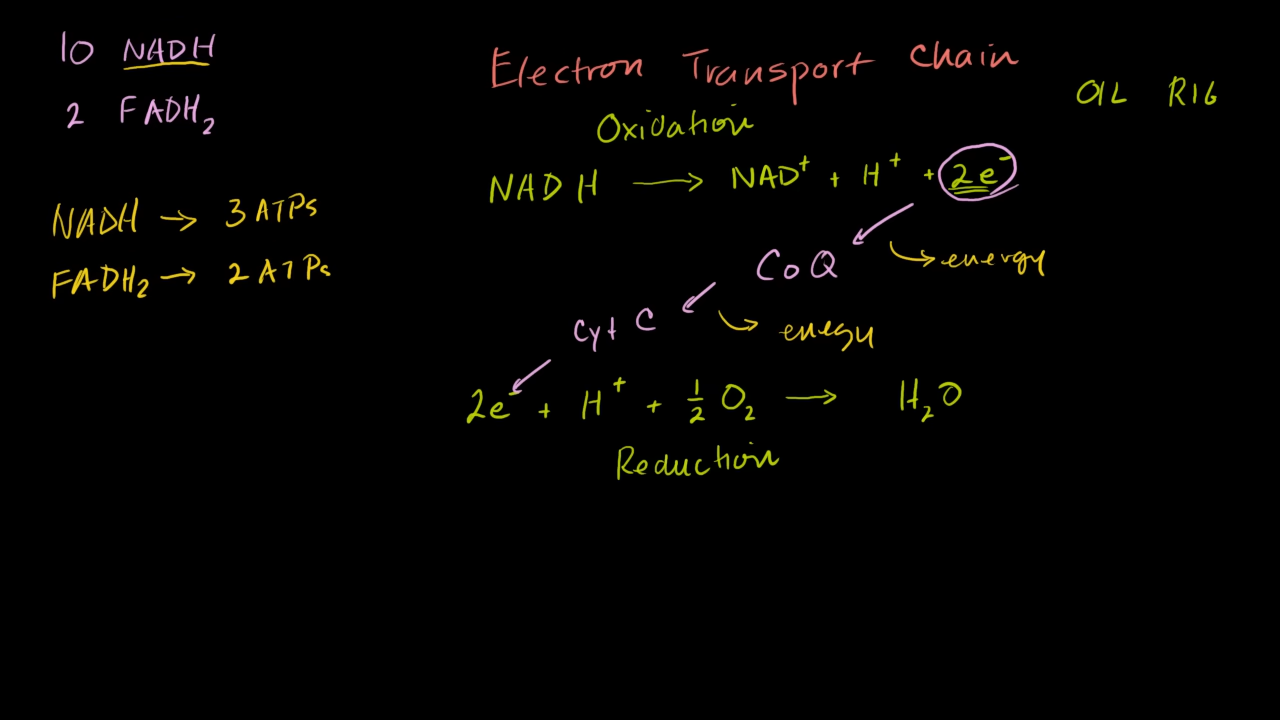 10 NADH
2 FADH₂
NADH → 3 ATPs
FADH₂ → 2 ATPs
Electron Transport Chain
OIL RIG
Oxidation
NADH → NAD⁺ + H⁺ + 2e⁻
CoQ
energy
Cyt C
energy
2e⁻ + H⁺ + ½ O₂ → H₂O
Reduction